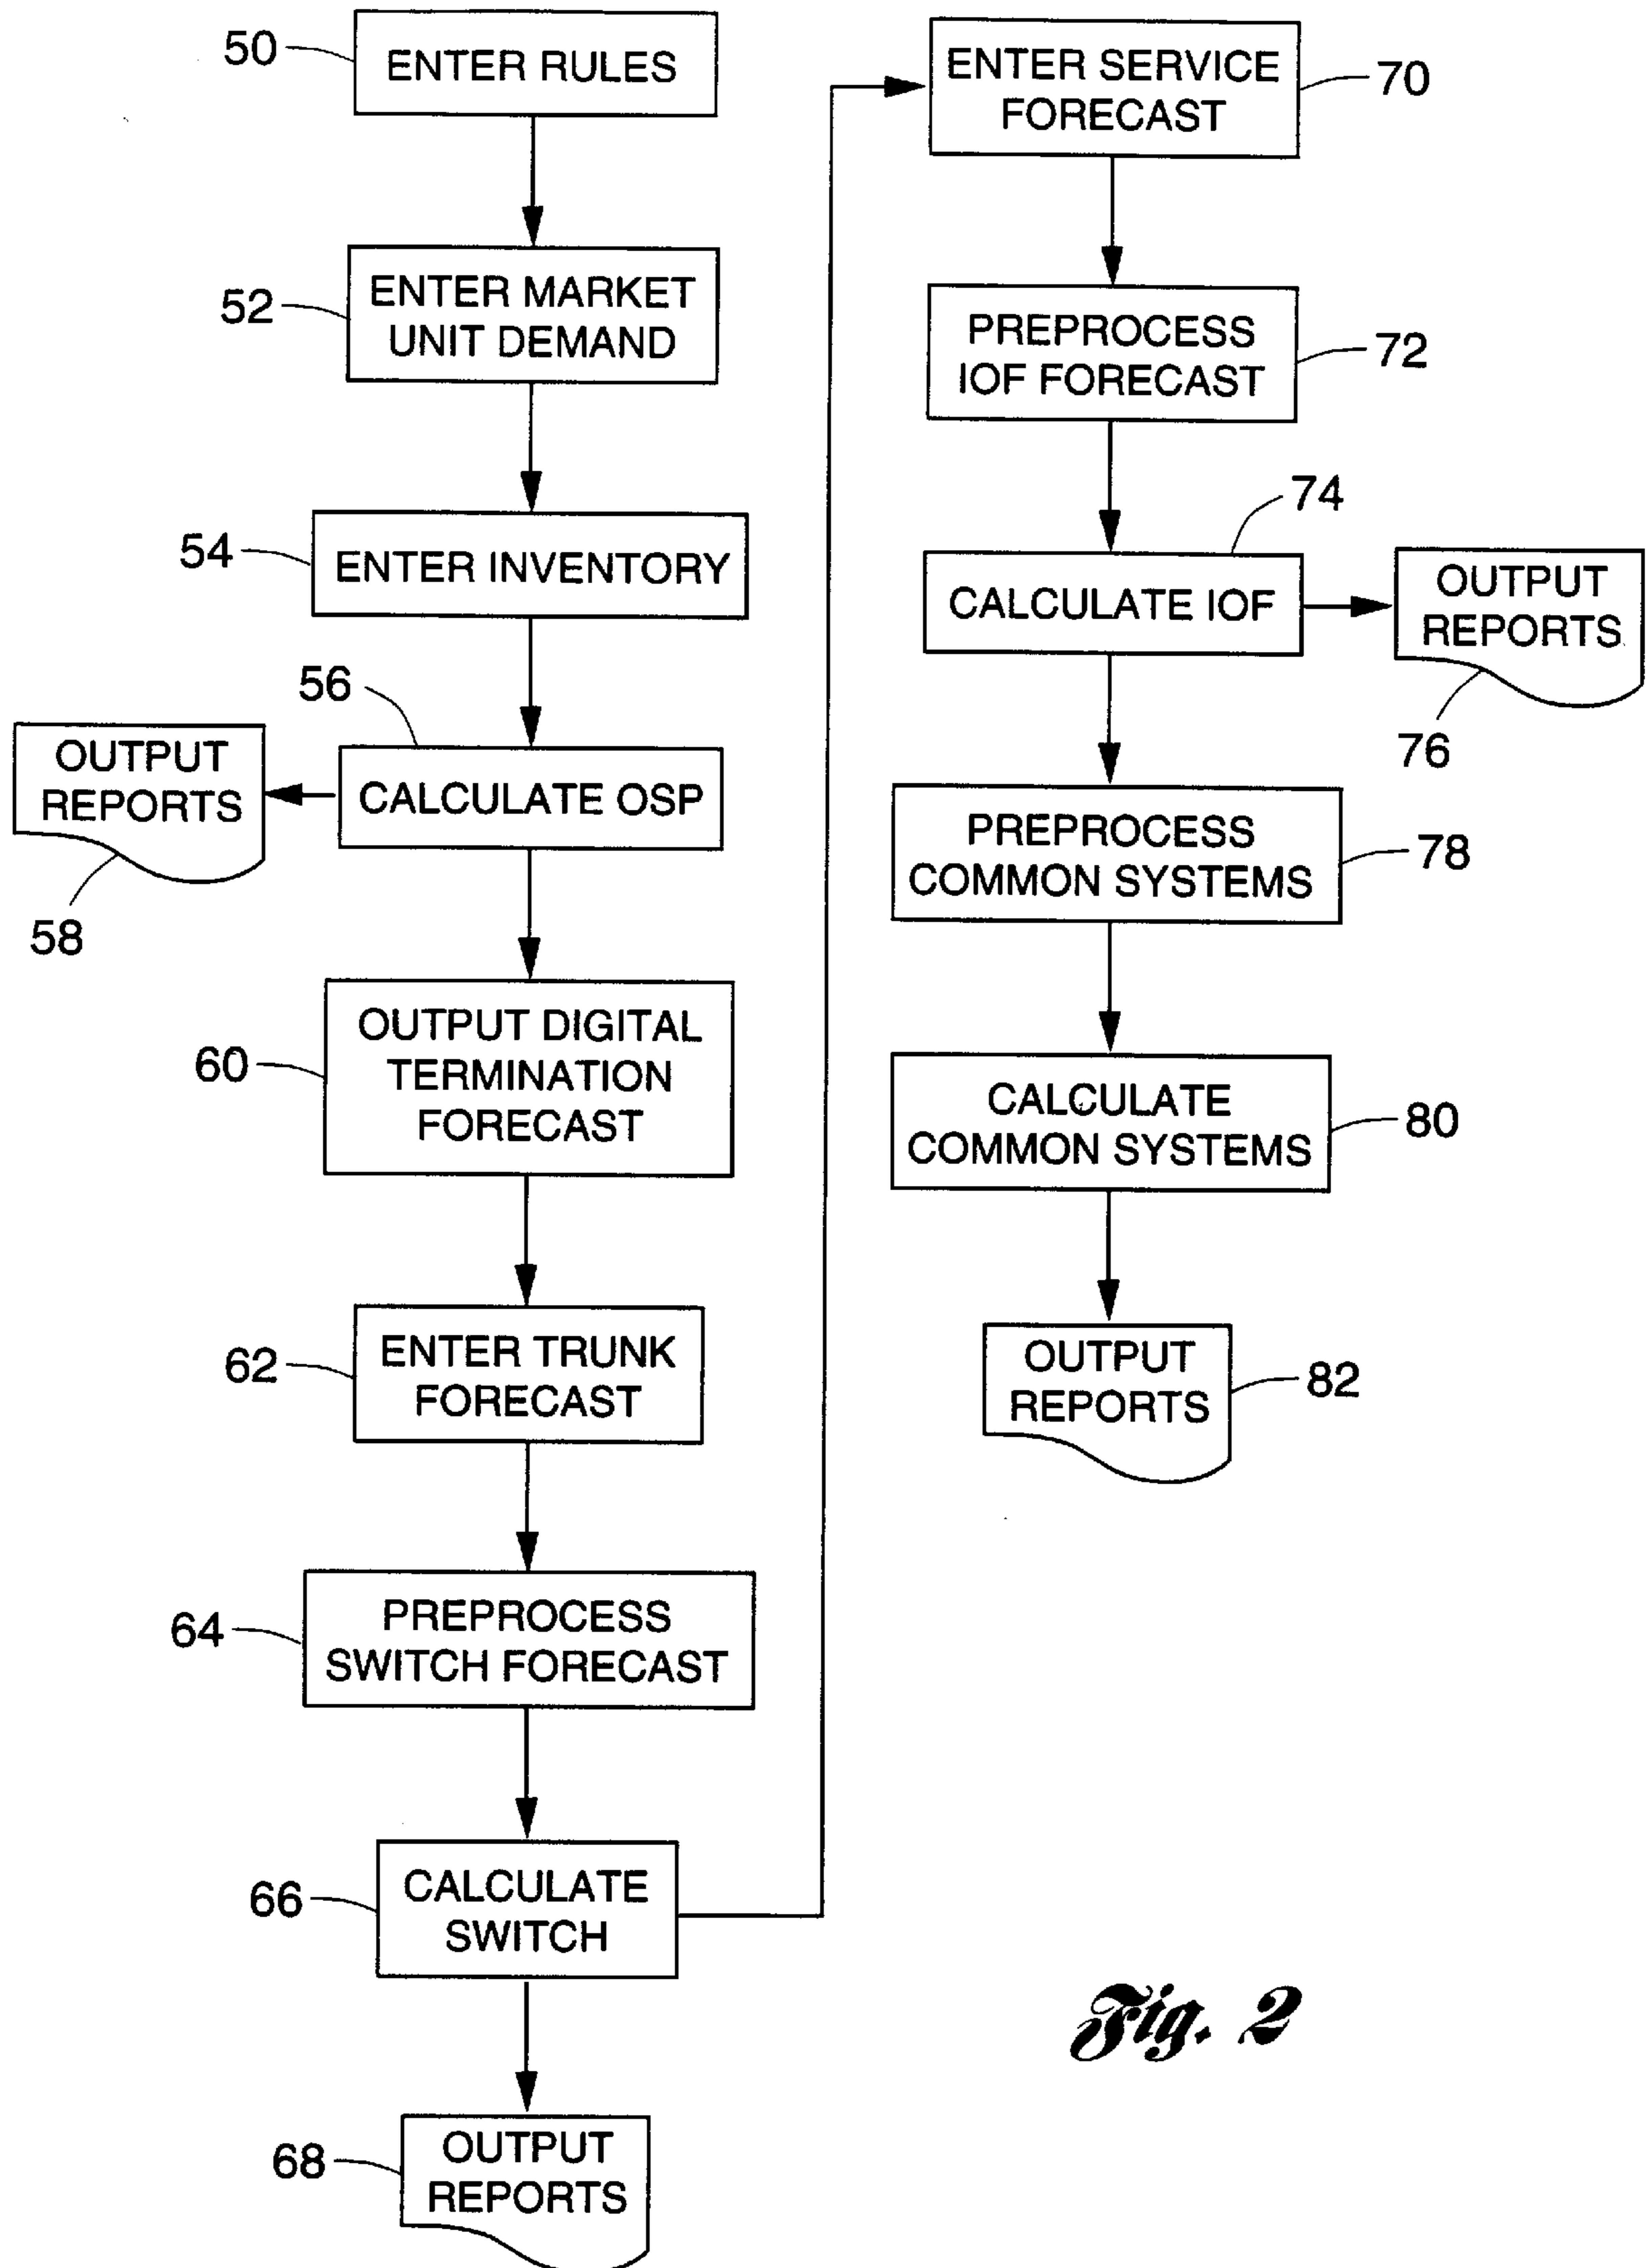 50
ENTER RULES
52
ENTER MARKET
UNIT DEMAND
54
ENTER INVENTORY
56
CALCULATE OSP
OUTPUT
REPORTS
58
60
OUTPUT DIGITAL
TERMINATION
FORECAST
62
ENTER TRUNK
FORECAST
64
PREPROCESS
SWITCH FORECAST
66
CALCULATE
SWITCH
68
OUTPUT
REPORTS
ENTER SERVICE
FORECAST
70
PREPROCESS
IOF FORECAST
72
74
CALCULATE IOF
OUTPUT
REPORTS
76
PREPROCESS
COMMON SYSTEMS
78
CALCULATE
COMMON SYSTEMS
80
OUTPUT
REPORTS
82
Fig. 2